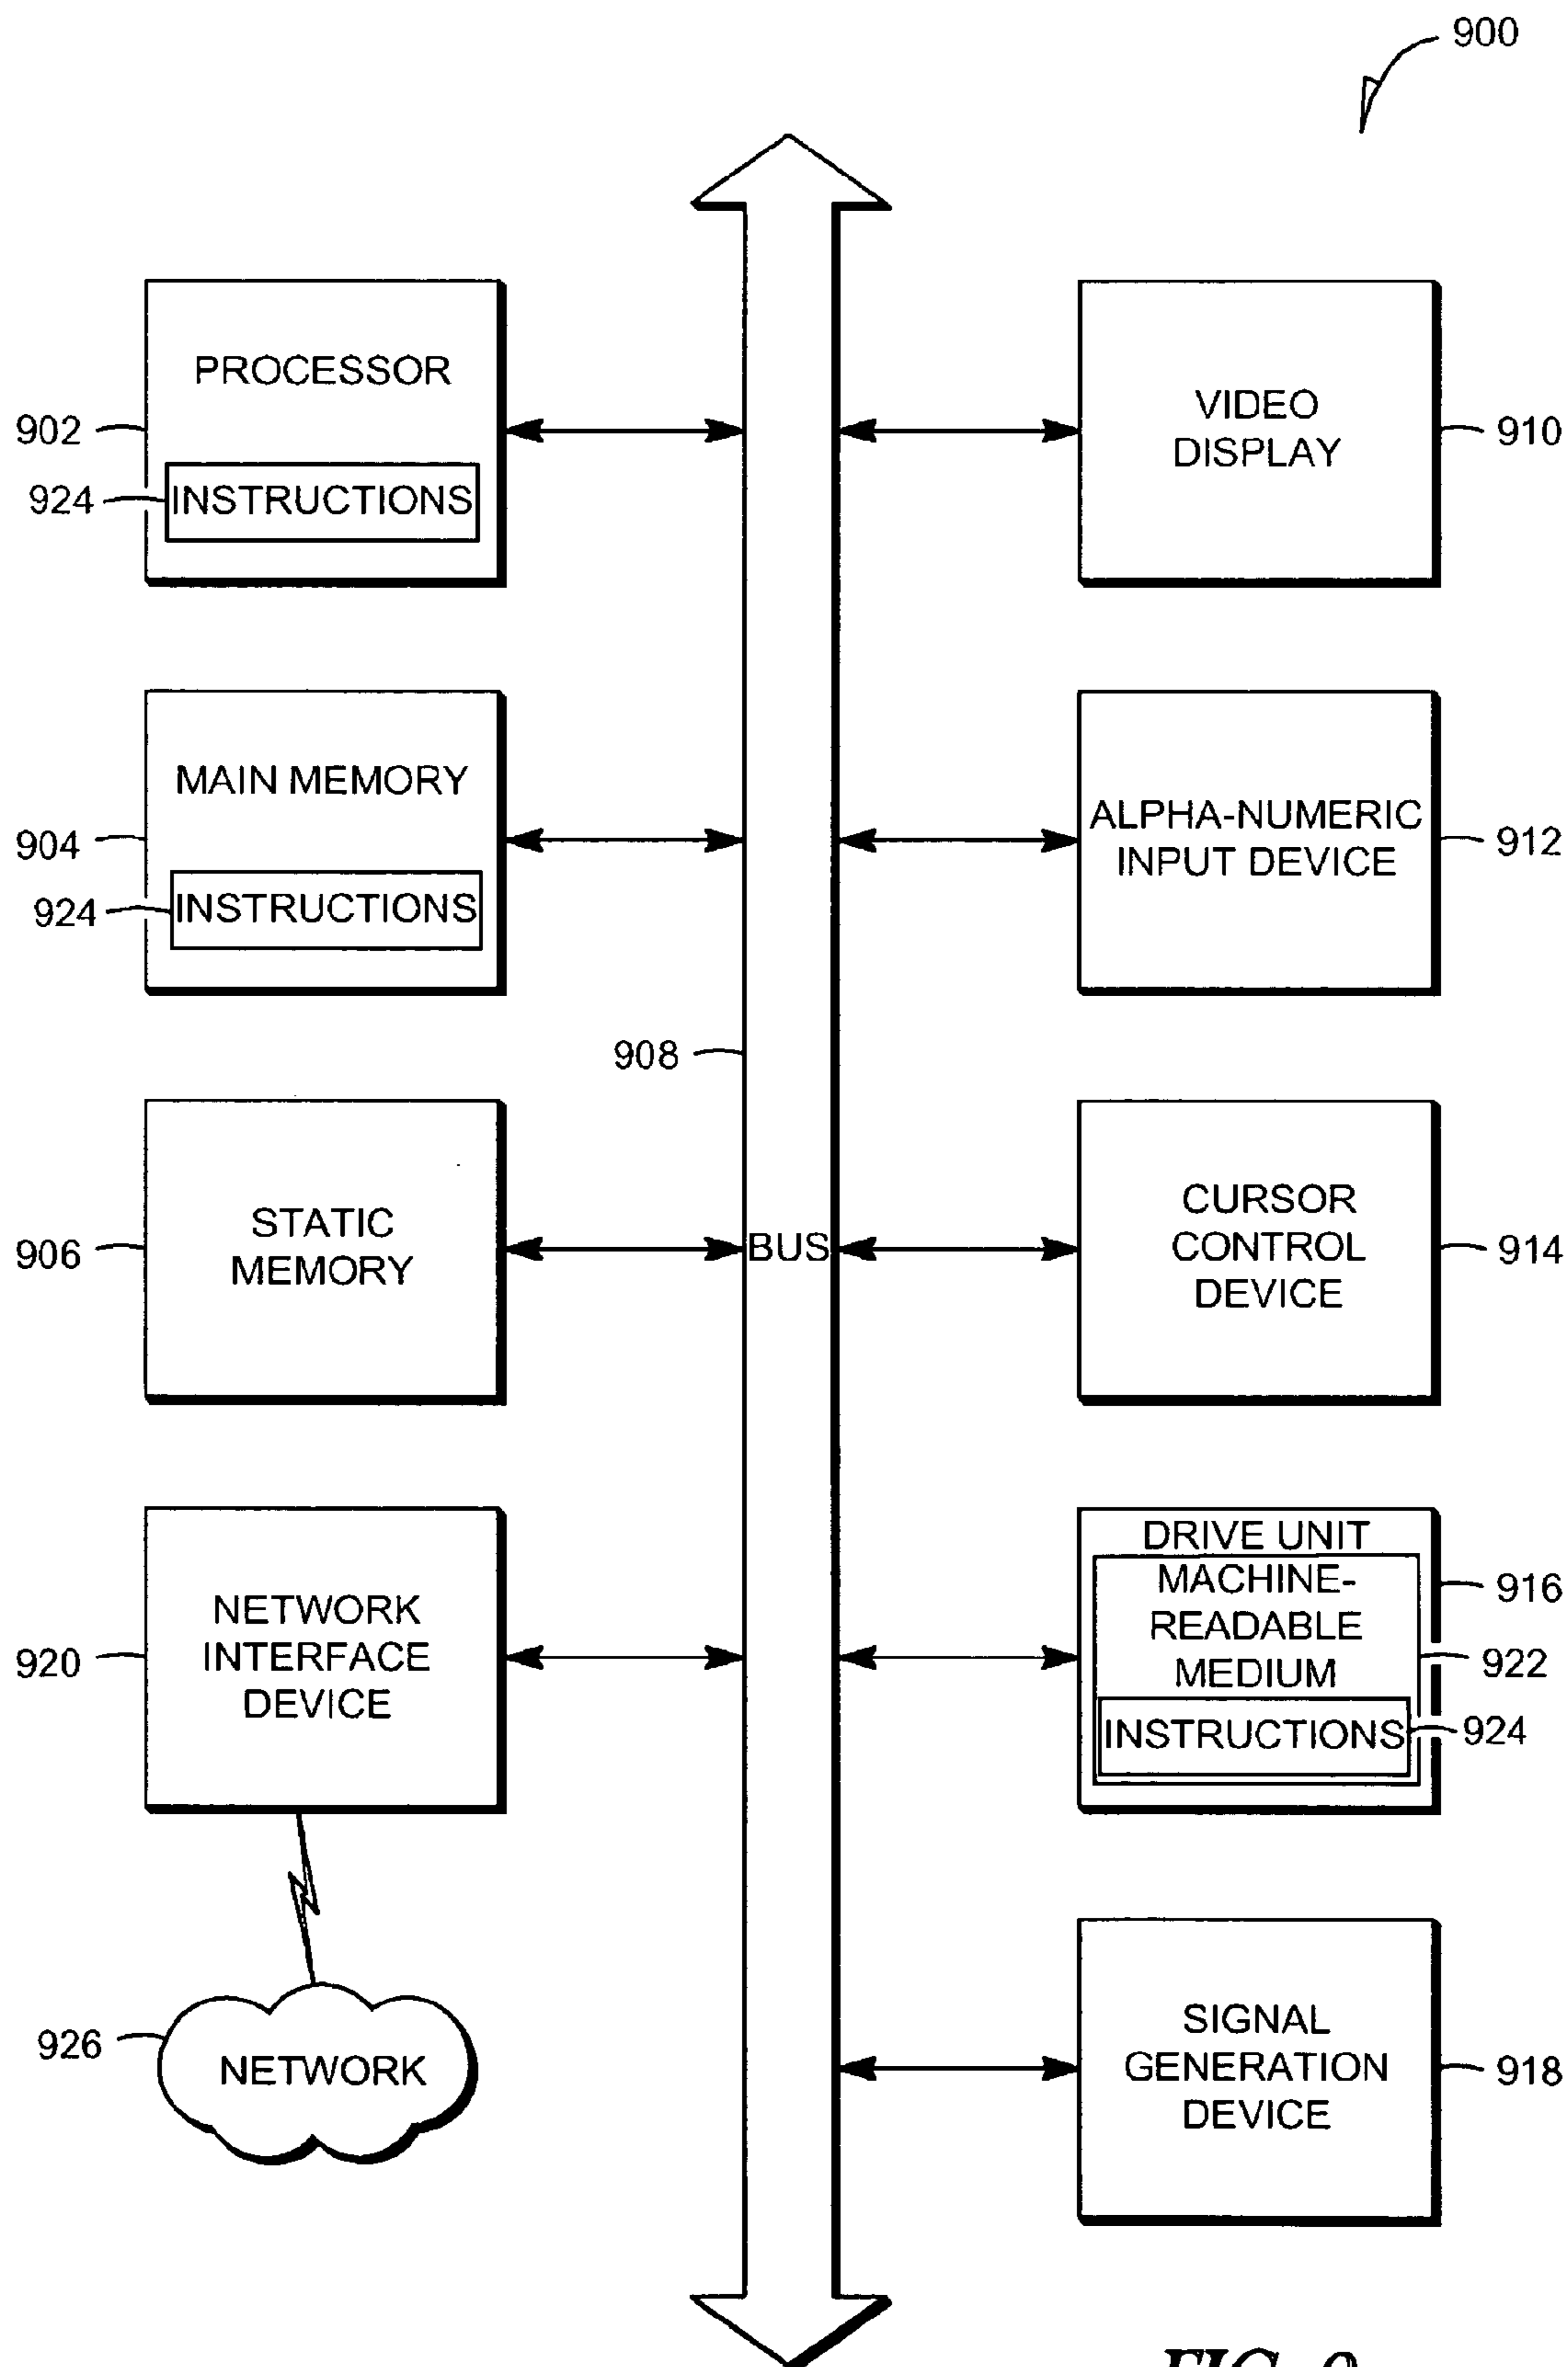 900
PROCESSOR
902
924
INSTRUCTIONS
VIDEO
DISPLAY
910
MAIN MEMORY
904
924
INSTRUCTIONS
ALPHA-NUMERIC
INPUT DEVICE
912
908
STATIC
MEMORY
906
BUS
CURSOR
CONTROL
DEVICE
914
NETWORK
INTERFACE
DEVICE
920
DRIVE UNIT
916
MACHINE-
READABLE
MEDIUM
922
INSTRUCTIONS
924
926
NETWORK
SIGNAL
GENERATION
DEVICE
918
FIG. 9